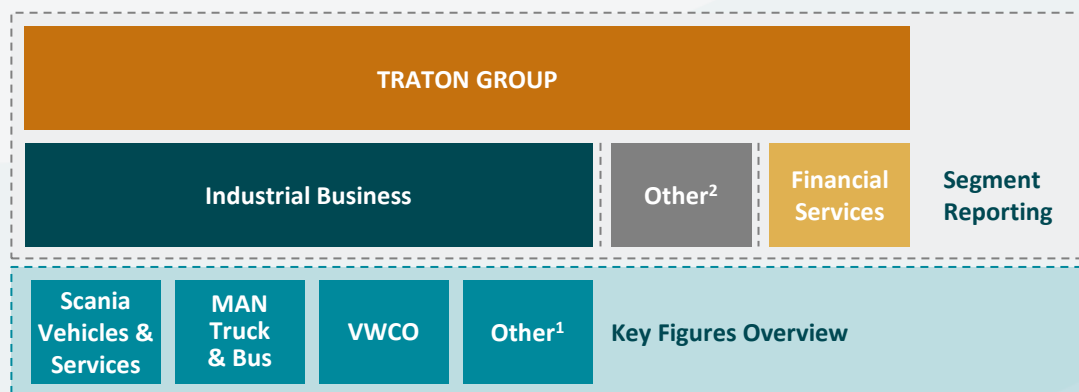 TRATON GROUP
Industrial Business
Other²
Financial
Services
Segment
Reporting
Scania
Vehicles &
Services
MAN
Truck
& Bus
VWCO
Other¹
Key Figures Overview